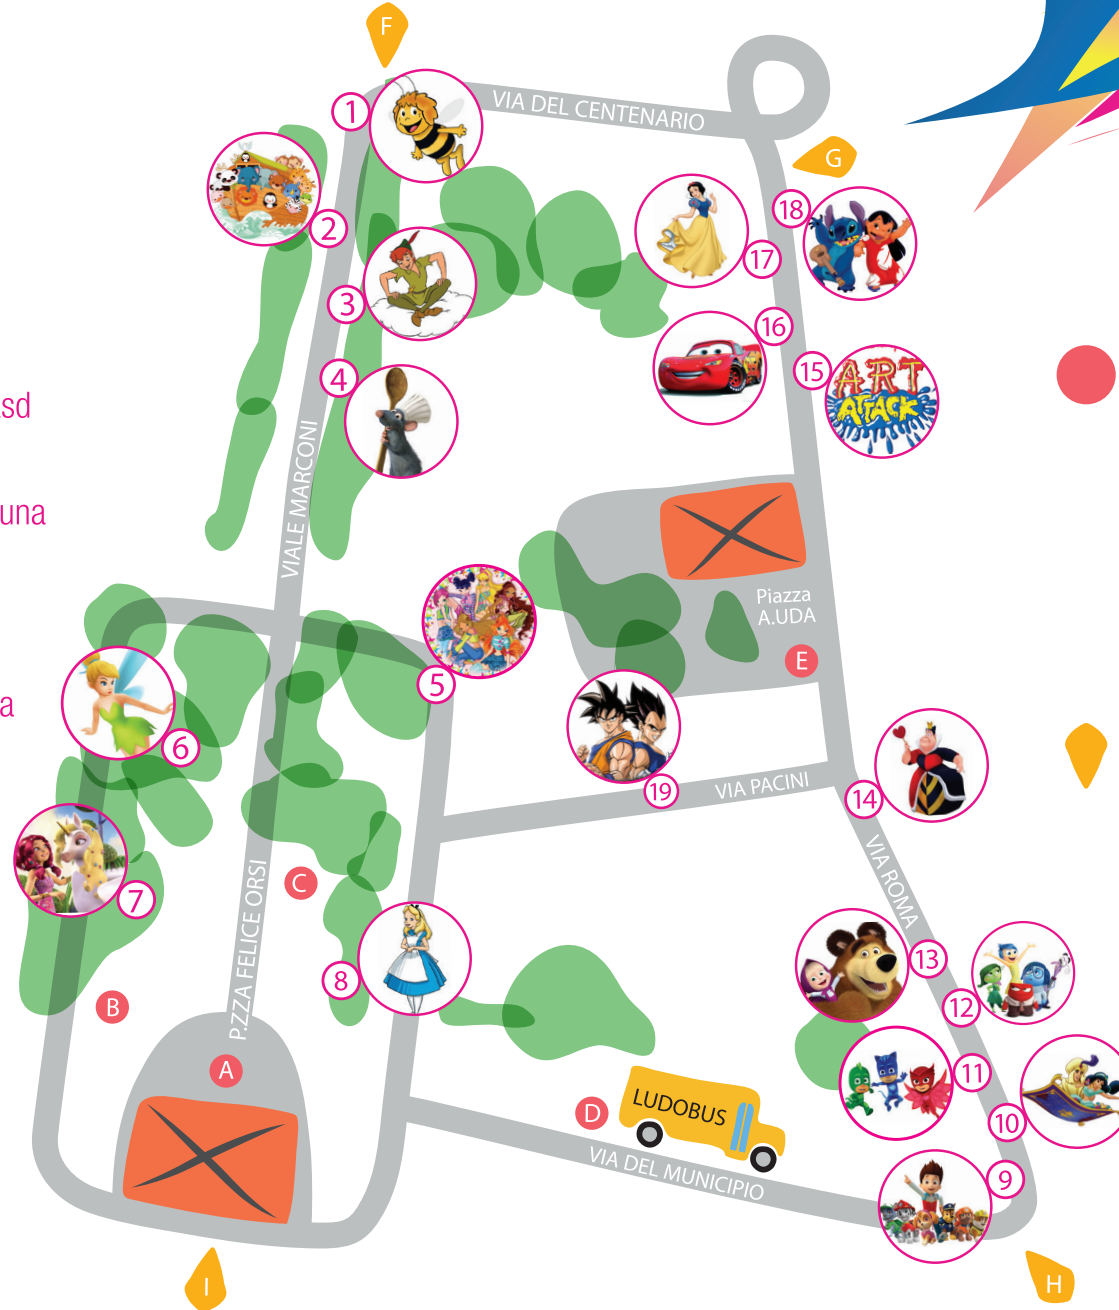 F
1
VIA DEL CENTENARIO
G
2
18
17
3
16
4
15
ART
ATTACK
sd
VIALE MARCONI
una
Piazza
A.UDA
E
5
a
6
19
VIA PACINI
14
7
C
P.ZZA FELICE ORSI
VIA ROMA
8
13
B
12
A
11
D
LUDOBUS
10
VIA DEL MUNICIPIO
9
I
H